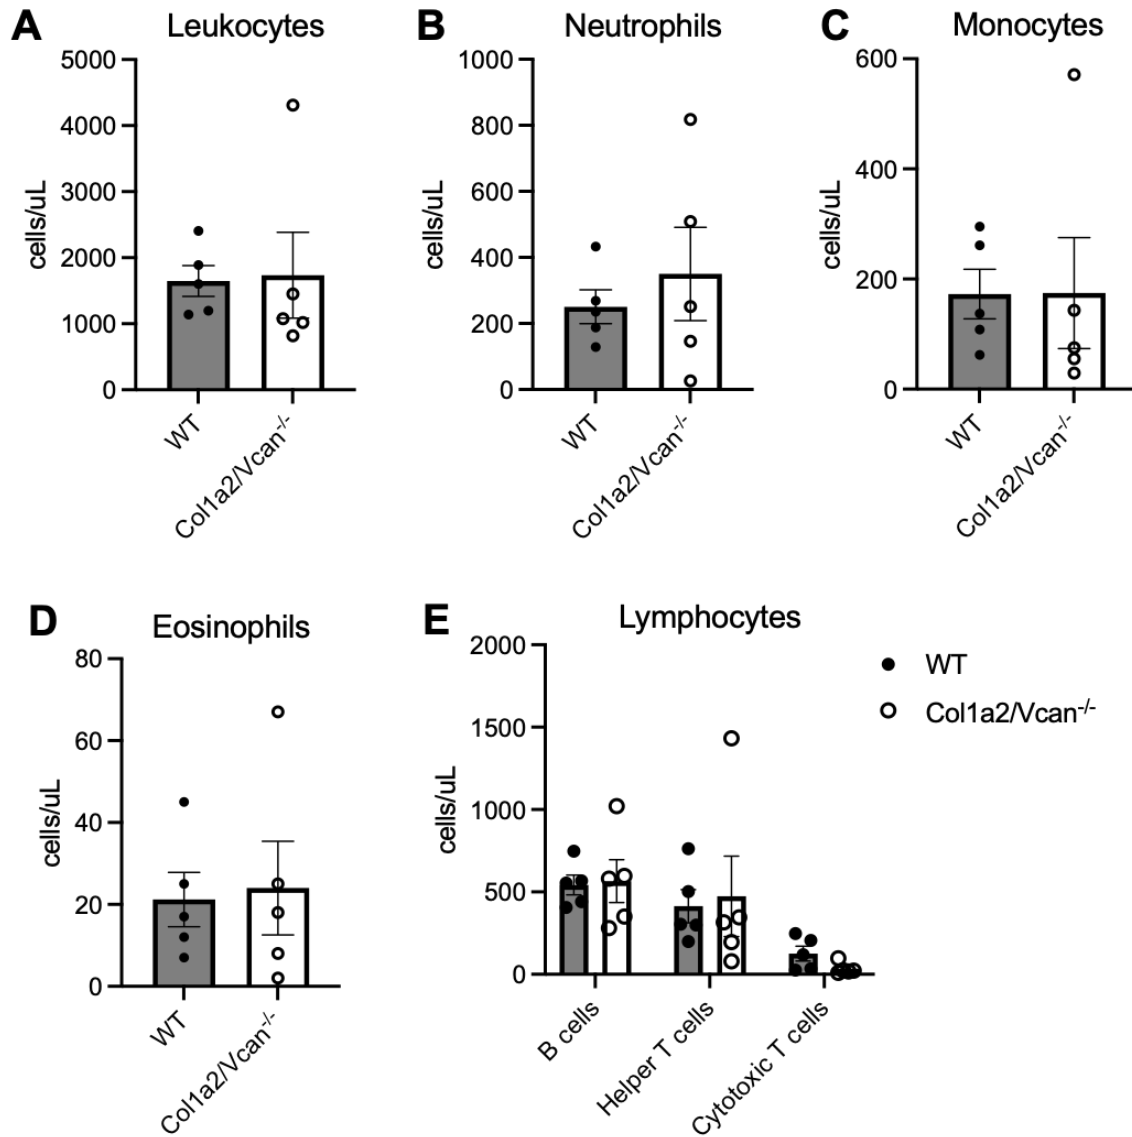 A Leukocytes
5000
4000
3000
2000
1000
0
cells/uL
WT
Col1a2/Vcan-/-
B Neutrophils
1000
800
600
400
200
0
cells/uL
WT
Col1a2/Vcan-/-
C Monocytes
600
400
200
0
cells/uL
WT
Col1a2/Vcan-/-
D Eosinophils
80
60
40
20
0
cells/uL
WT
Col1a2/Vcan-/-
E Lymphocytes
2000
1500
1000
500
0
cells/uL
B cells
Helper T cells
Cytotoxic T cells
WT
Col1a2/Vcan-/-